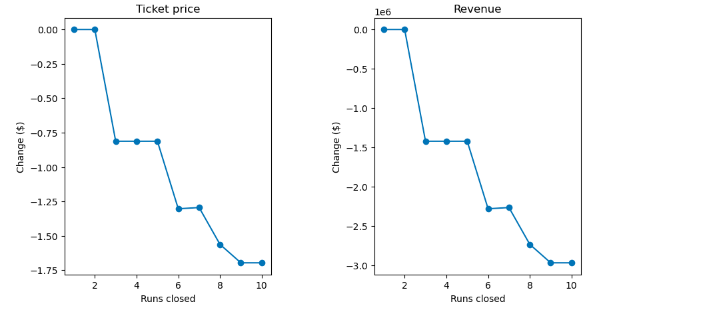 Ticket price
0.00
−0.25
−0.50
−0.75
−1.00
−1.25
−1.50
−1.75
Change ($)
2 4 6 8 10
Runs closed
Revenue
1e6
0.0
−0.5
−1.0
−1.5
−2.0
−2.5
−3.0
Change ($)
2 4 6 8 10
Runs closed